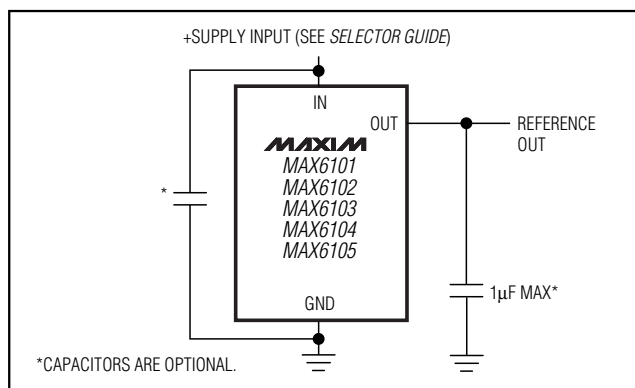 +SUPPLY INPUT (SEE SELECTOR GUIDE)
IN
OUT
REFERENCE
OUT
MAXIM
MAX6101
MAX6102
MAX6103
MAX6104
MAX6105
*
1µF MAX*
GND
*CAPACITORS ARE OPTIONAL.